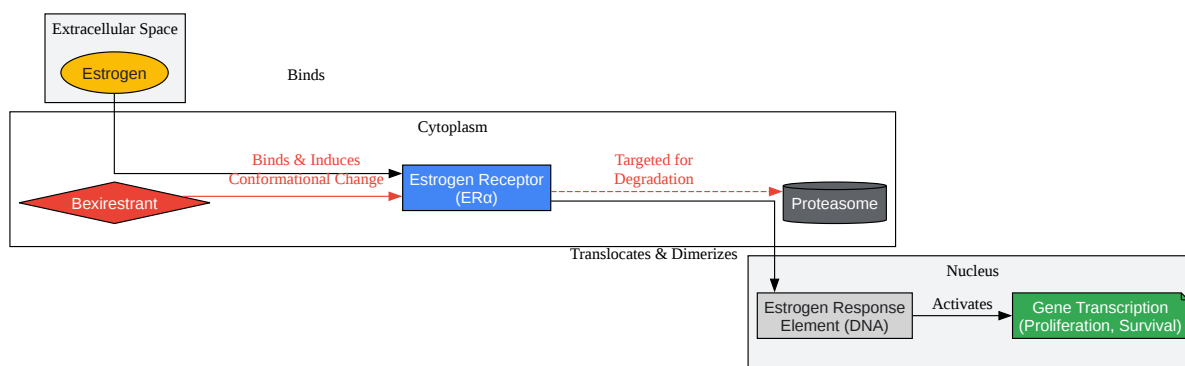 Extracellular Space
Estrogen
Binds
Cytoplasm
Binds & Induces
Conformational Change
Targeted for
Degradation
Estrogen Receptor
(ERα)
Bexirestrant
Proteasome
Translocates & Dimerizes
Nucleus
Estrogen Response
Element (DNA)
Activates
Gene Transcription
(Proliferation, Survival)